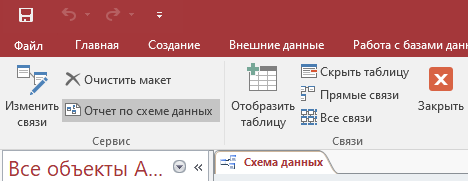 Файл Главная Создание Внешние данные Работа с базами данн
Изменить связи
Очистить макет
Отчет по схеме данных
Сервис
Отобразить таблицу
Скрыть таблицу
Прямые связи
Все связи
Связи
Закрыть
Все объекты A...
Схема данных